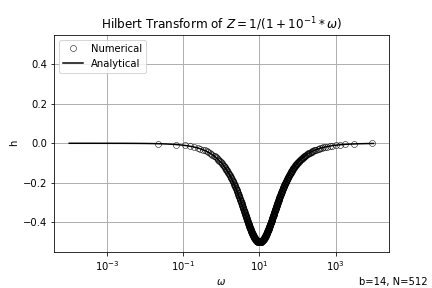 Hilbert Transform of Z = 1/(1 + 10⁻¹ * ω)
Numerical
Analytical
0.4
0.2
0.0
−0.2
−0.4
h
10⁻³
10⁻¹
10¹
10³
ω
b=14, N=512